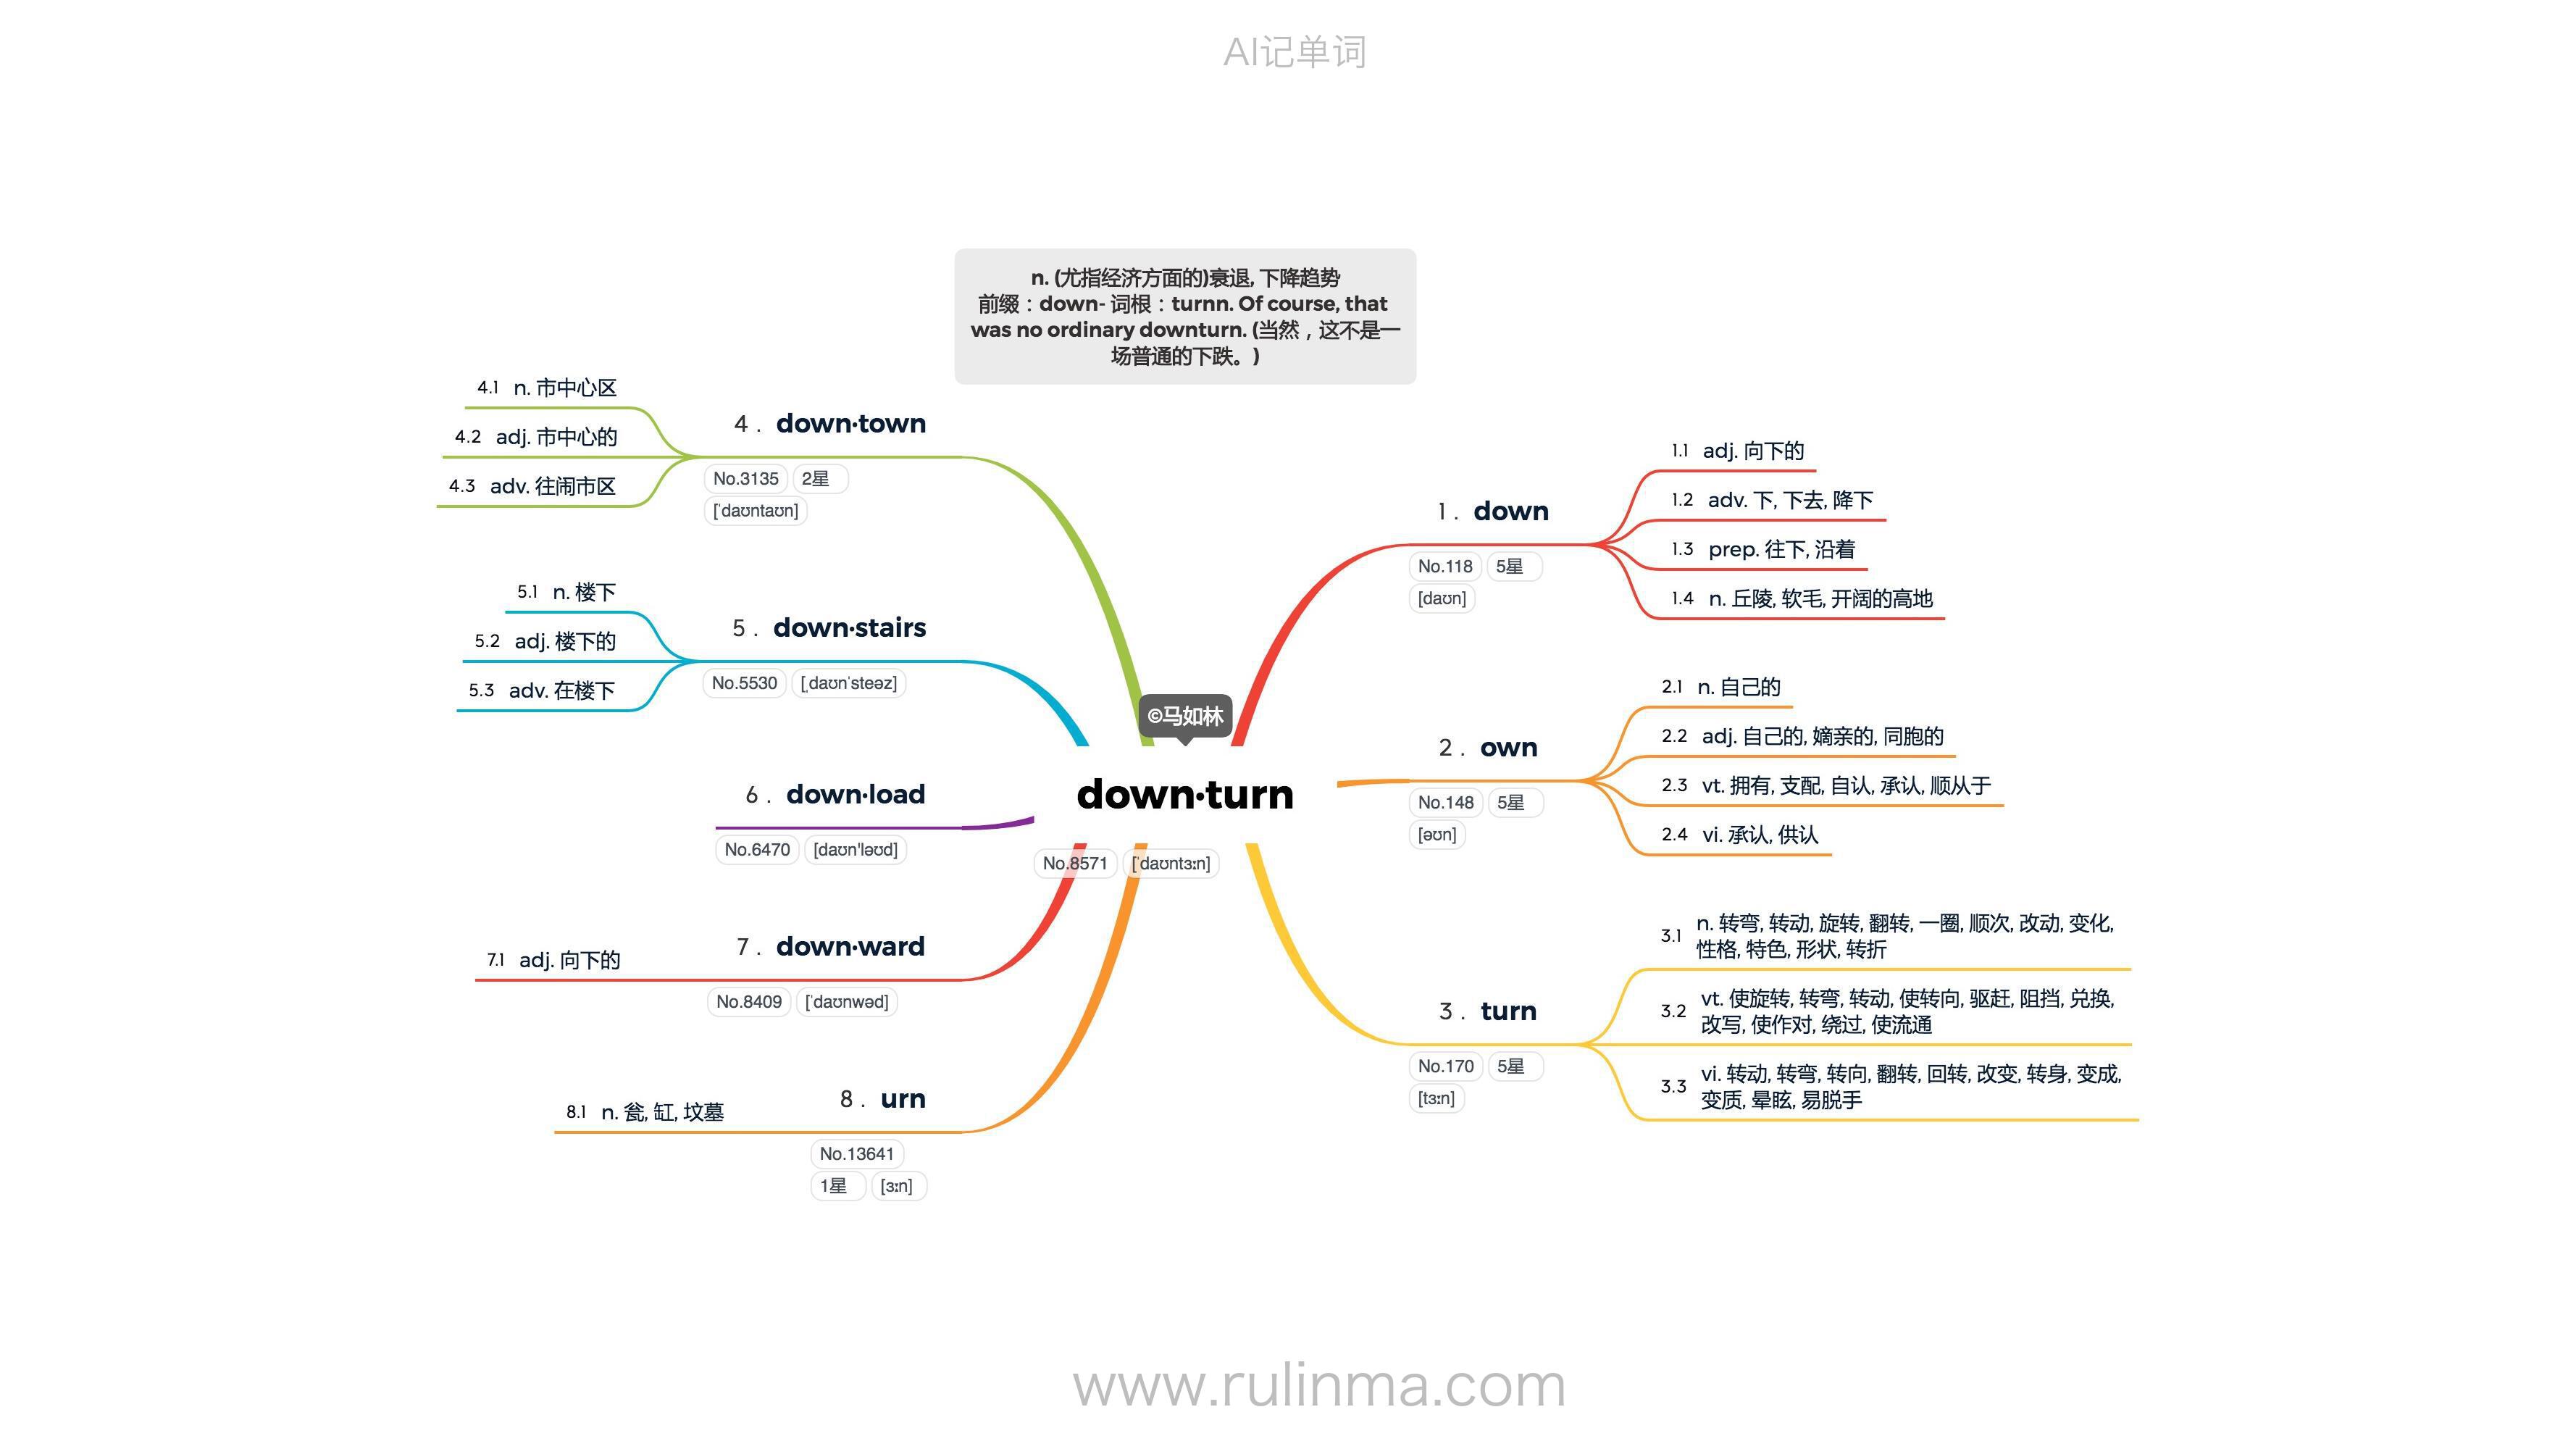 AI记单词
n. (尤指经济方面的)衰退, 下降趋势
前缀：down- 词根：turnn. Of course, that
was no ordinary downturn. (当然，这不是一
场普通的下跌。)
©马如林
down·turn
No.8571 [ˈdaʊntɜːn]
1. down
No.118 5星
[daʊn]
1.1 adj. 向下的
1.2 adv. 下, 下去, 降下
1.3 prep. 往下, 沿着
1.4 n. 丘陵, 软毛, 开阔的高地
2. own
No.148 5星
[əʊn]
2.1 n. 自己的
2.2 adj. 自己的, 嫡亲的, 同胞的
2.3 vt. 拥有, 支配, 自认, 承认, 顺从于
2.4 vi. 承认, 供认
3. turn
No.170 5星
[tɜːn]
3.1 n. 转弯, 转动, 旋转, 翻转, 一圈, 顺次, 改动, 变化,
性格, 特色, 形状, 转折
3.2 vt. 使旋转, 转弯, 转动, 使转向, 驱赶, 阻挡, 兑换,
改写, 使作对, 绕过, 使流通
3.3 vi. 转动, 转弯, 转向, 翻转, 回转, 改变, 转身, 变成,
变质, 晕眩, 易脱手
4. down·town
No.3135 2星
[ˈdaʊntaʊn]
4.1 n. 市中心区
4.2 adj. 市中心的
4.3 adv. 往闹市区
5. down·stairs
No.5530 [ˌdaʊnˈsteəz]
5.1 n. 楼下
5.2 adj. 楼下的
5.3 adv. 在楼下
6. down·load
No.6470 [daʊn'ləʊd]
7. down·ward
No.8409 [ˈdaʊnwəd]
7.1 adj. 向下的
8. urn
No.13641
1星 [ɜːn]
8.1 n. 瓮, 缸, 坟墓
www.rulinma.com